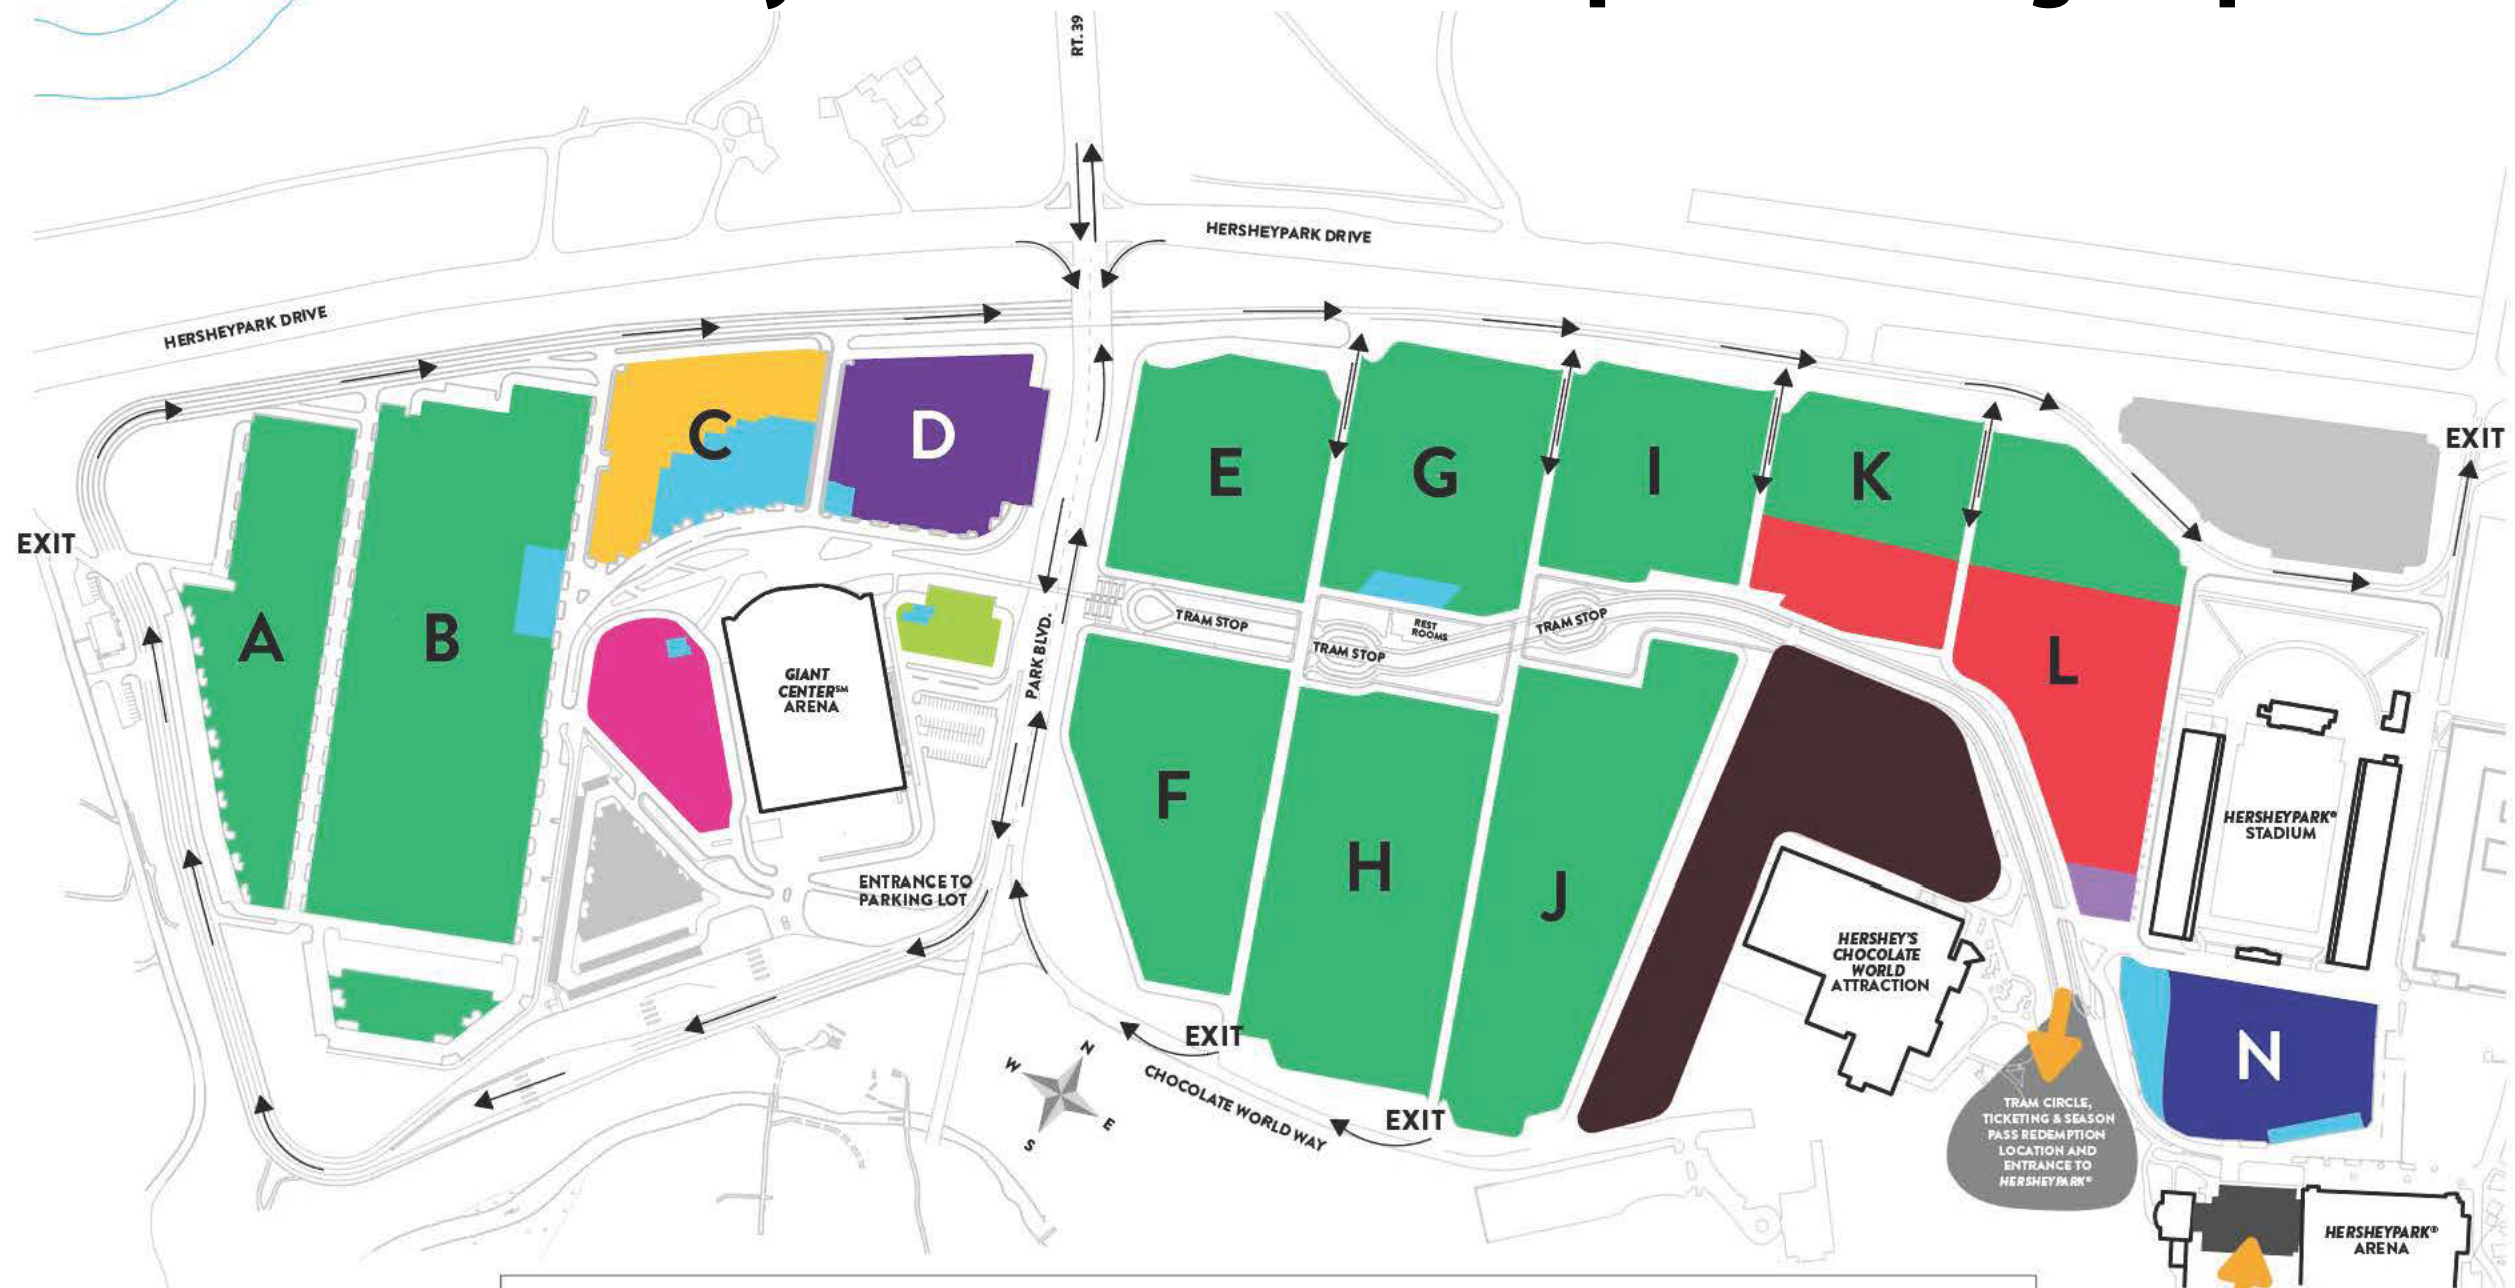 RT. 39
HERSHEYPARK DRIVE
HERSHEYPARK DRIVE
EXIT
C
D
E
G
I
K
EXIT
A
B
TRAM STOP
TRAM STOP
REST
ROOMS
TRAM STOP
L
GIANT
CENTER℠
ARENA
PARK BLVD.
F
H
J
HERSHEYPARK®
STADIUM
ENTRANCE TO
PARKING LOT
HERSHEY'S
CHOCOLATE
WORLD
ATTRACTION
EXIT
N
W
E
S
CHOCOLATE WORLD WAY
EXIT
N
TRAM CIRCLE,
TICKETING & SEASON
PASS REDEMPTION
LOCATION AND
ENTRANCE TO
HERSHEYPARK®
HERSHEYPARK®
ARENA